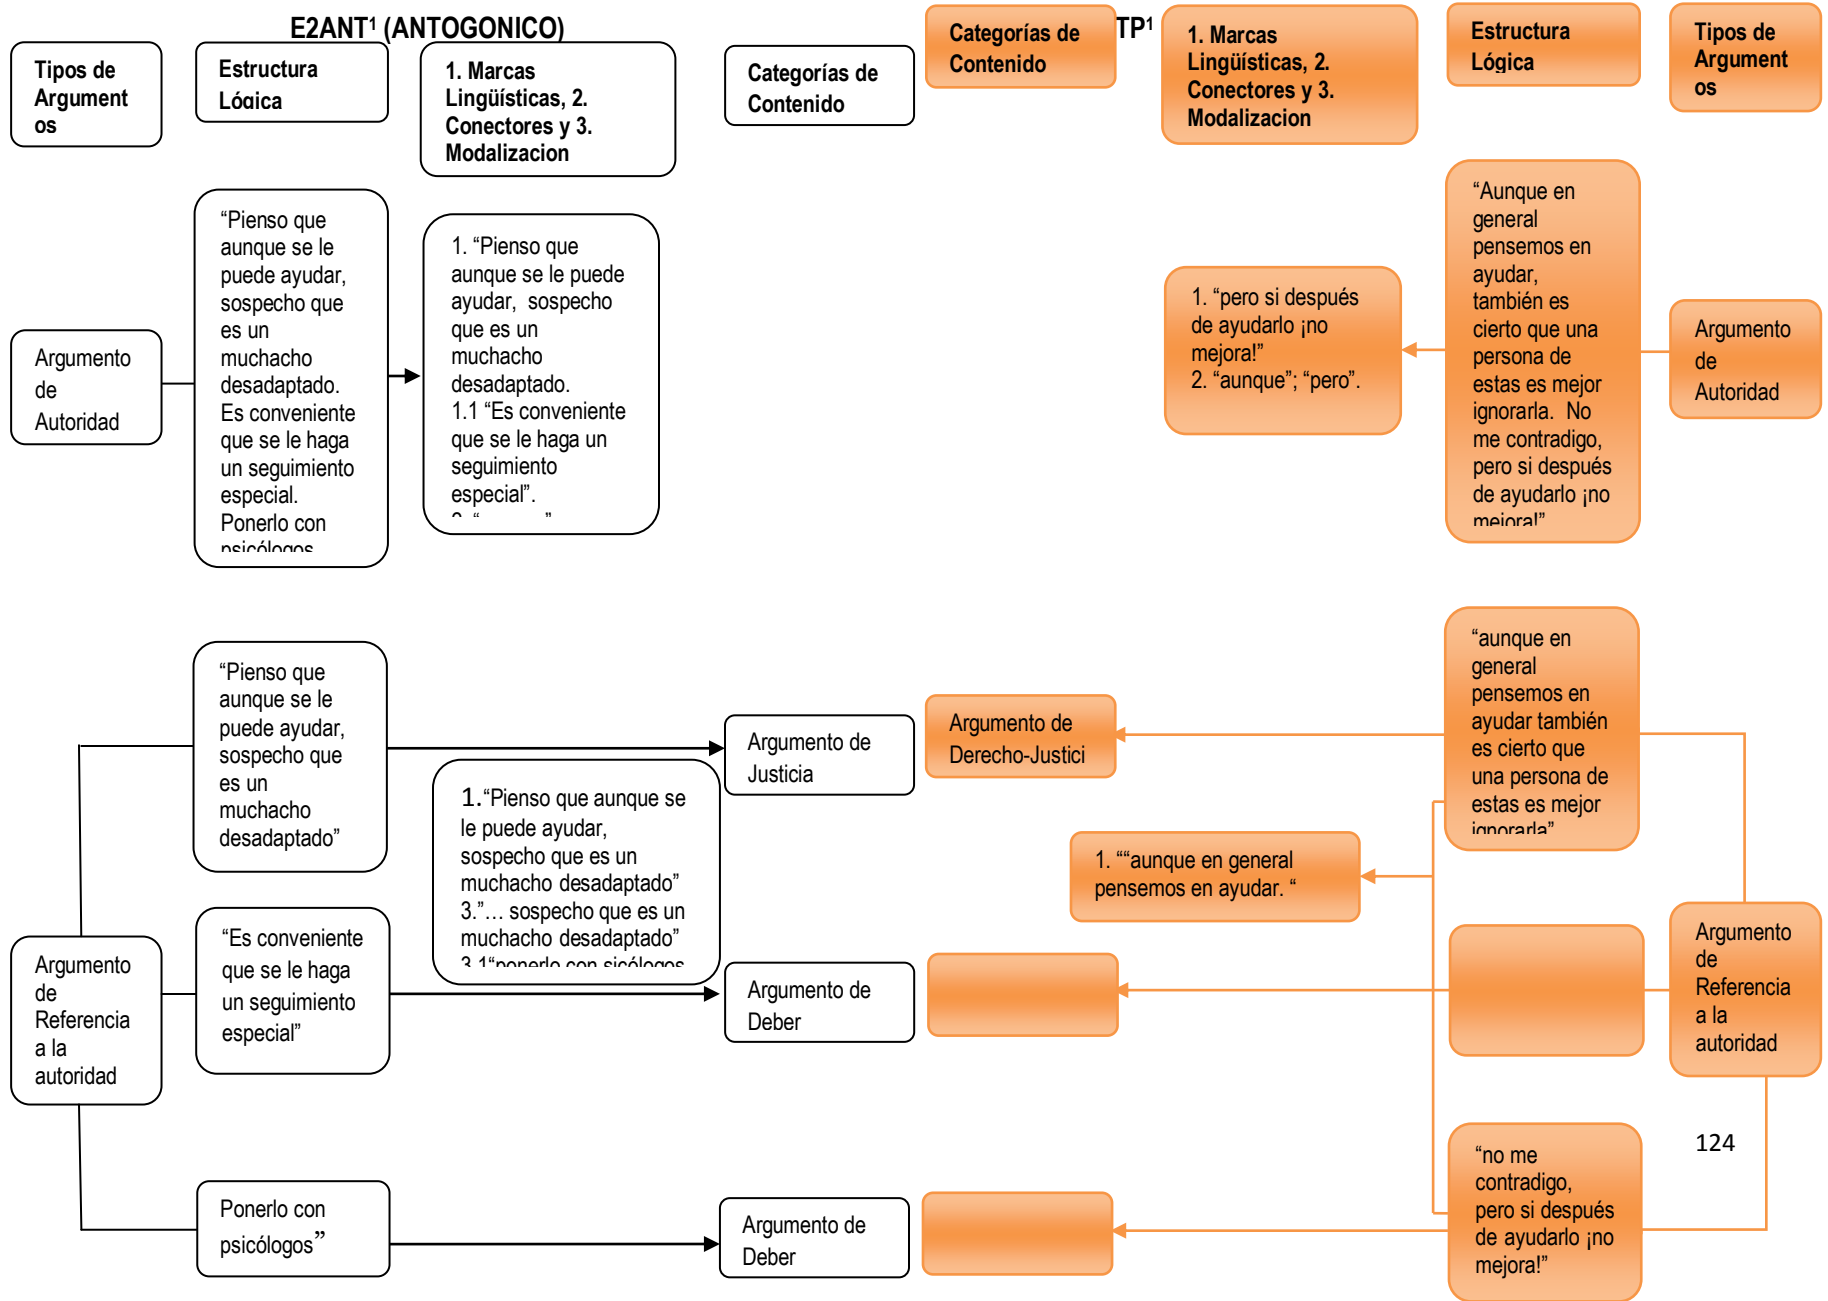 E2ANT¹ (ANTOGONICO)
TP¹
Tipos de
Argument
os
Estructura
Lógica
1. Marcas
Lingüísticas, 2.
Conectores y 3.
Modalizacion
Categorías de
Contenido
Categorías de
Contenido
1. Marcas
Lingüísticas, 2.
Conectores y 3.
Modalizacion
Estructura
Lógica
Tipos de
Argument
os
Argumento
de
Autoridad
“Pienso que
aunque se le
puede ayudar,
sospecho que
es un
muchacho
desadaptado.
Es conveniente
que se le haga
un seguimiento
especial.
Ponerlo con
psicólogos
1. “Pienso que
aunque se le puede
ayudar, sospecho
que es un
muchacho
desadaptado.
1.1 “Es conveniente
que se le haga un
seguimiento
especial”.
1. “pero si después
de ayudarlo ¡no
mejora!”
2. “aunque”; “pero”.
“Aunque en
general
pensemos en
ayudar,
también es
cierto que una
persona de
estas es mejor
ignorarla. No
me contradigo,
pero si después
de ayudarlo ¡no
mejora!”
Argumento
de
Autoridad
Argumento
de
Referencia
a la
autoridad
“Pienso que
aunque se le
puede ayudar,
sospecho que
es un
muchacho
desadaptado”
“Es conveniente
que se le haga
un seguimiento
especial”
Ponerlo con
psicólogos”
1.“Pienso que aunque se
le puede ayudar,
sospecho que es un
muchacho desadaptado”
3.”… sospecho que es un
muchacho desadaptado”
3.1“ponerlo con sicólogos
Argumento de
Justicia
Argumento de
Deber
Argumento de
Deber
Argumento de
Derecho-Justici
1. ““aunque en general
pensemos en ayudar. “
“aunque en
general
pensemos en
ayudar también
es cierto que
una persona de
estas es mejor
ignorarla”
“no me
contradigo,
pero si después
de ayudarlo ¡no
mejora!”
Argumento
de
Referencia
a la
autoridad
124